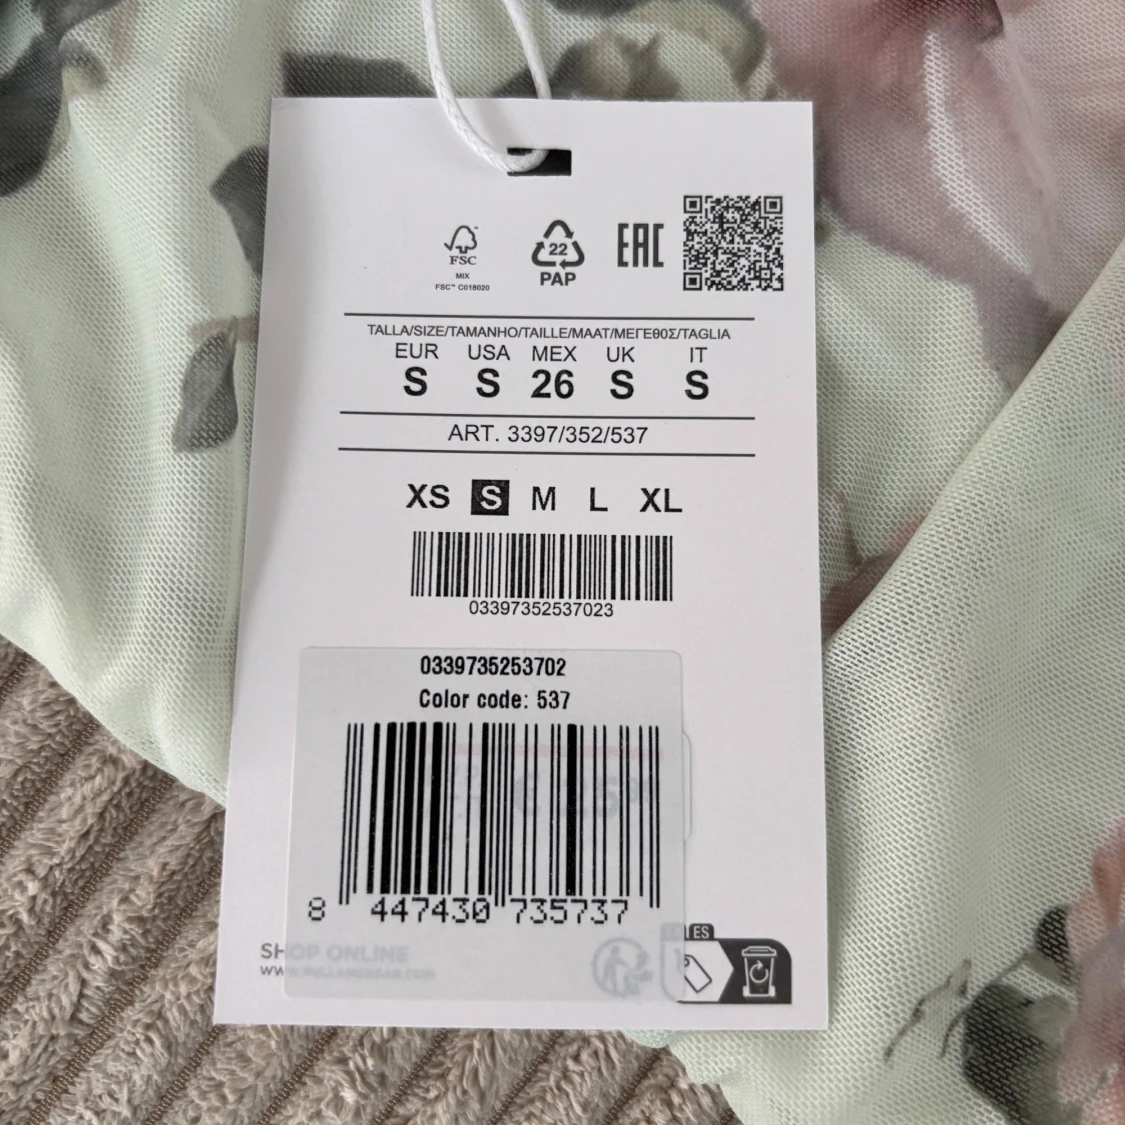 FSC™
MIX
FSC™ C018020
22
PAP
EAC
TALLA/SIZE/TAMANHO/TAILLE/MAAT/ΜΕΓΕΘΟΣ/TAGLIA
EUR USA MEX UK IT
S S 26 S S
ART. 3397/352/537
XS S M L XL
03397352537023
0339735253702
Color code: 537
8 447430 735737
SHOP ONLINE
ES